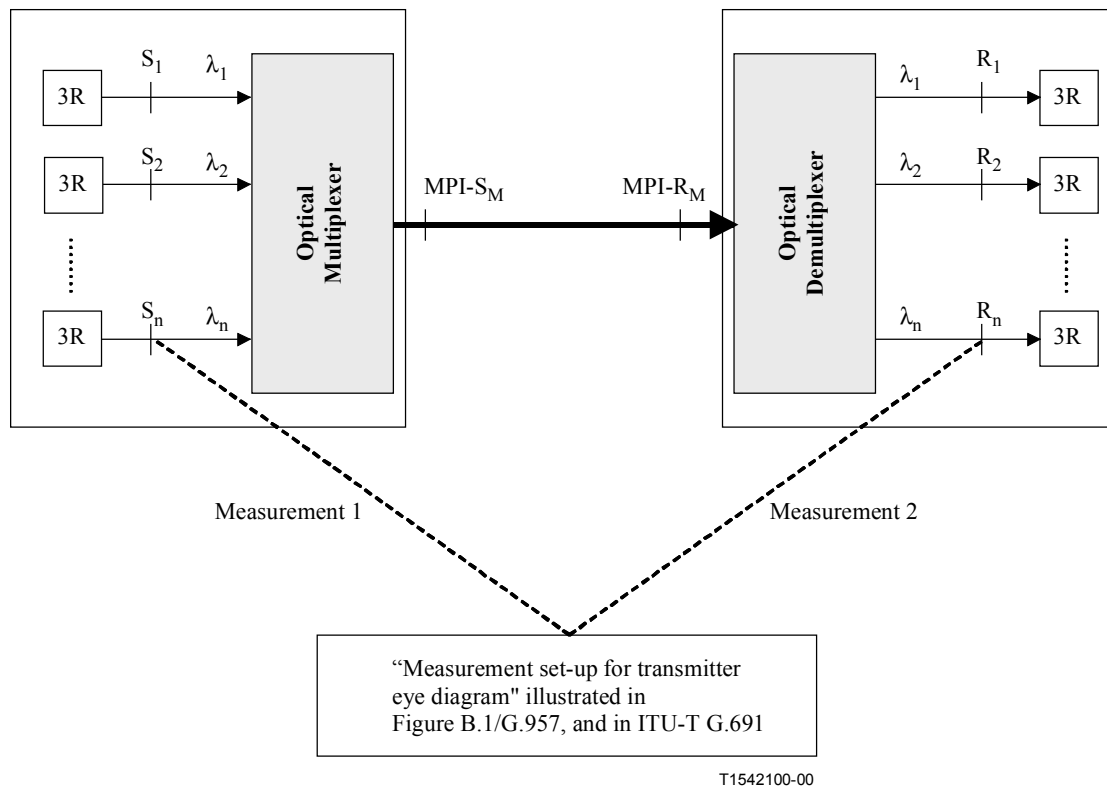 S1
λ1
3R
S2
λ2
3R
Sn
λn
3R
Optical
Multiplexer
MPI-SM
MPI-RM
Optical
Demultiplexer
λ1
R1
3R
λ2
R2
3R
λn
Rn
3R
Measurement 1
Measurement 2
“Measurement set-up for transmitter
eye diagram" illustrated in
Figure B.1/G.957, and in ITU-T G.691
T1542100-00